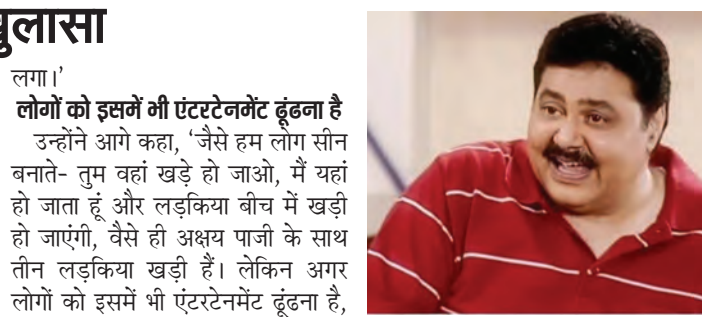 खुलासा
लगा।’
लोगों को इसमें भी एंटरटेनमेंट ढूंढना है
उन्होंने आगे कहा, ‘जैसे हम लोग सीन
बनाते- तुम वहां खड़े हो जाओ, मैं यहां
हो जाता हूं और लड़किया बीच में खड़ी
हो जाएंगी, वैसे ही अक्षय पाजी के साथ
तीन लड़किया खड़ी हैं। लेकिन अगर
लोगों को इसमें भी एंटरटेनमेंट ढूंढना है,